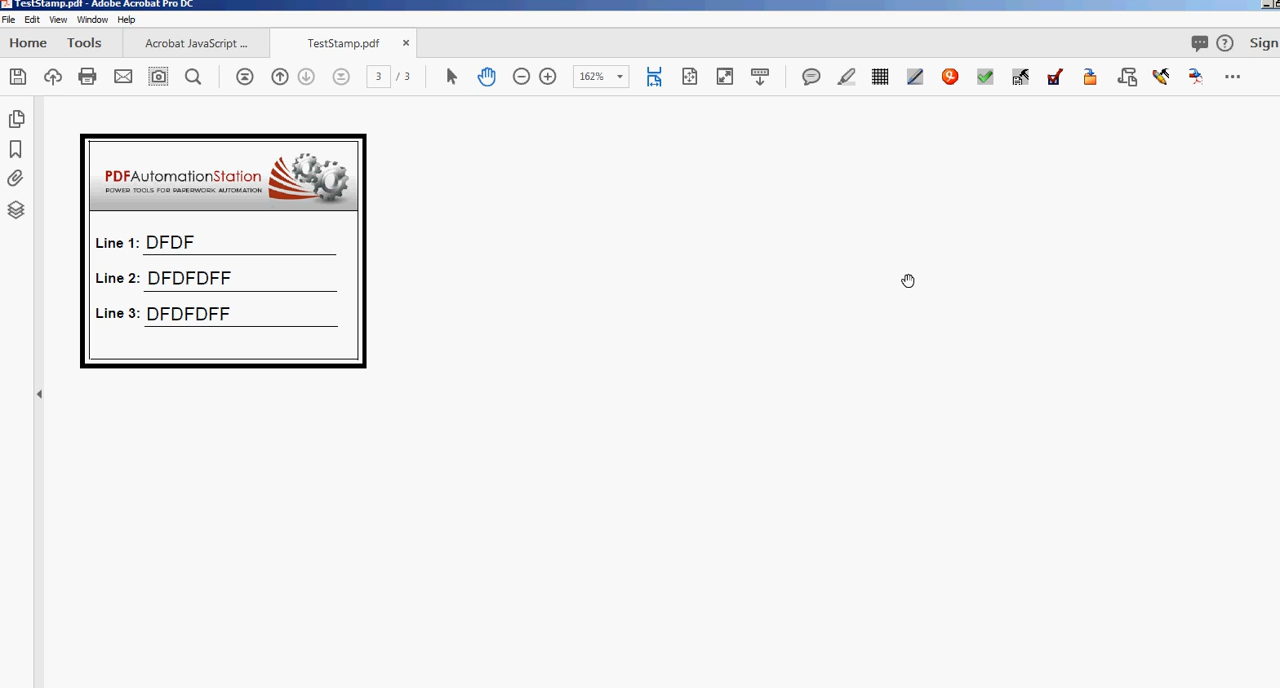 TestStamp.pdf - Adobe Acrobat Pro DC
File Edit View Window Help
Home Tools Acrobat JavaScript ... TestStamp.pdf × Sign
3 / 3 162%
PDFAutomationStation
POWER TOOLS FOR PAPERWORK AUTOMATION
Line 1: DFDF
Line 2: DFDFDFF
Line 3: DFDFDFF